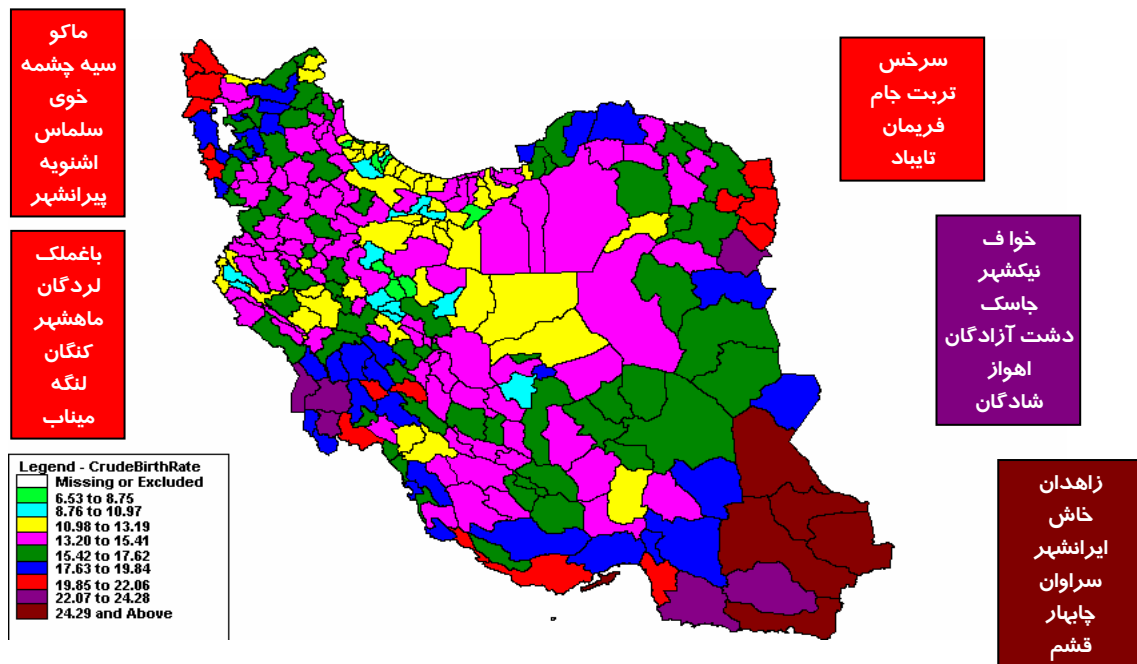 ماکو
سیه چشمه
خوی
سلماس
اشنویه
پیرانشهر
باغملک
لردگان
ماهشهر
کنگان
لنگه
میناب
Legend - CrudeBirthRate
Missing or Excluded
6.53 to 8.75
8.76 to 10.97
10.98 to 13.19
13.20 to 15.41
15.42 to 17.62
17.63 to 19.84
19.85 to 22.06
22.07 to 24.28
24.29 and Above
سرخس
تربت جام
فریمان
تایباد
خوا ف
نیکشهر
جاسک
دشت آزادگان
اهواز
شادگان
زاهدان
خاش
ایرانشهر
سراوان
چابهار
قشم